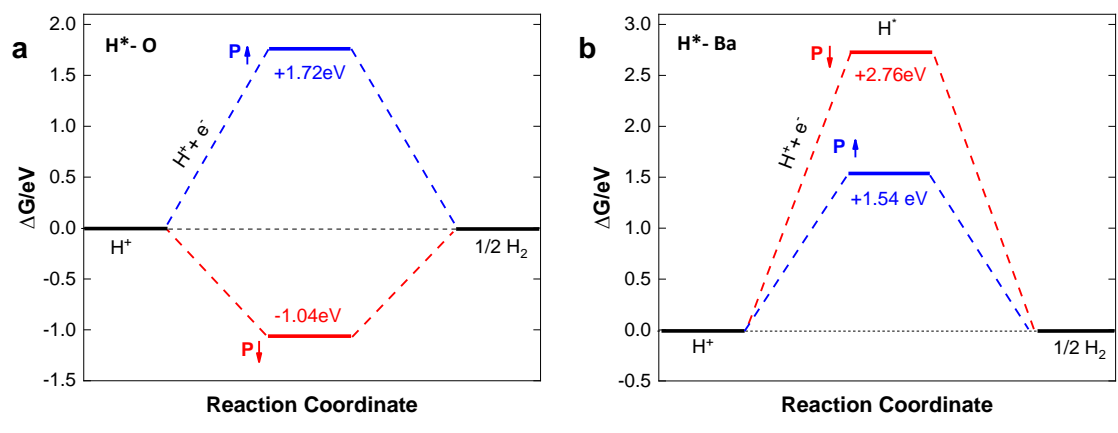 a
H*- O
ΔG/eV
2.0
1.5
1.0
0.5
0.0
-0.5
-1.0
-1.5
P
+1.72eV
H⁺+ e⁻
H⁺
1/2 H₂
-1.04eV
P
Reaction Coordinate
b
H*- Ba
ΔG/eV
3.0
2.5
2.0
1.5
1.0
0.5
0.0
-0.5
H*
P
+2.76eV
H⁺+ e⁻
P
+1.54 eV
H⁺
1/2 H₂
Reaction Coordinate